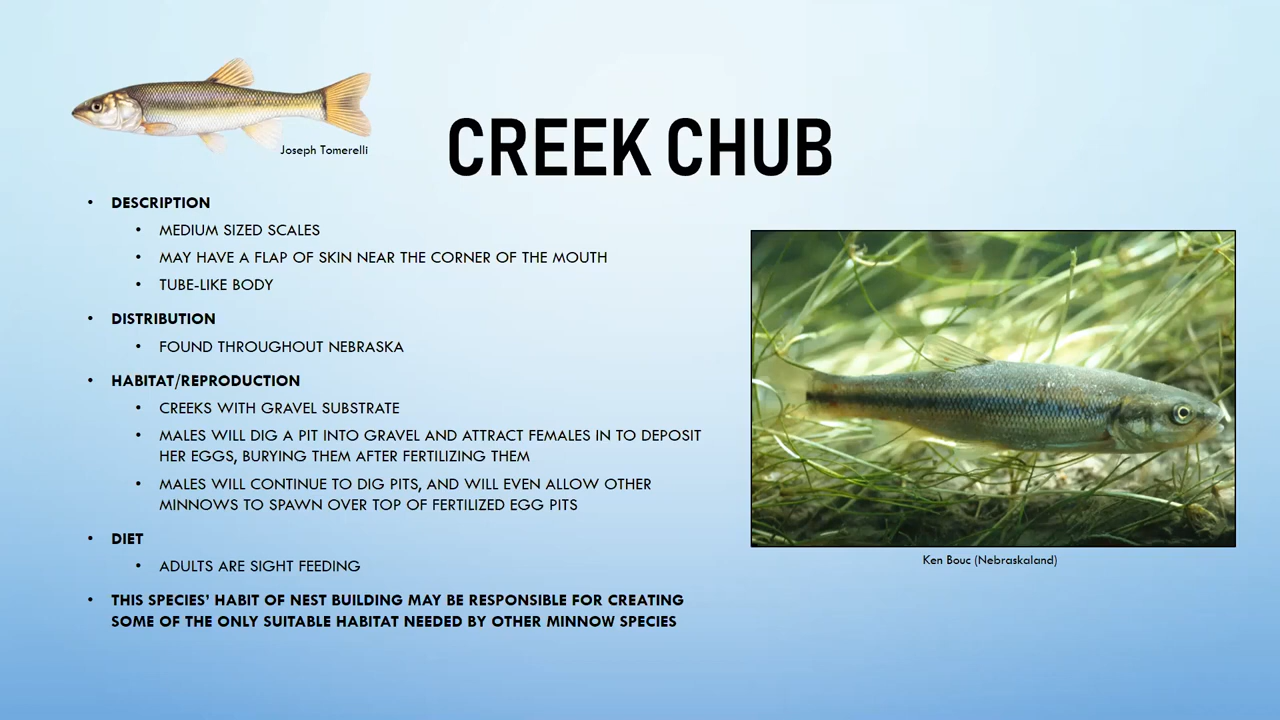 Joseph Tomerelli
CREEK CHUB
• DESCRIPTION
• MEDIUM SIZED SCALES
• MAY HAVE A FLAP OF SKIN NEAR THE CORNER OF THE MOUTH
• TUBE-LIKE BODY
• DISTRIBUTION
• FOUND THROUGHOUT NEBRASKA
• HABITAT/REPRODUCTION
• CREEKS WITH GRAVEL SUBSTRATE
• MALES WILL DIG A PIT INTO GRAVEL AND ATTRACT FEMALES IN TO DEPOSIT
HER EGGS, BURYING THEM AFTER FERTILIZING THEM
• MALES WILL CONTINUE TO DIG PITS, AND WILL EVEN ALLOW OTHER
MINNOWS TO SPAWN OVER TOP OF FERTILIZED EGG PITS
• DIET
• ADULTS ARE SIGHT FEEDING
• THIS SPECIES’ HABIT OF NEST BUILDING MAY BE RESPONSIBLE FOR CREATING
SOME OF THE ONLY SUITABLE HABITAT NEEDED BY OTHER MINNOW SPECIES
Ken Bouc (Nebraskaland)